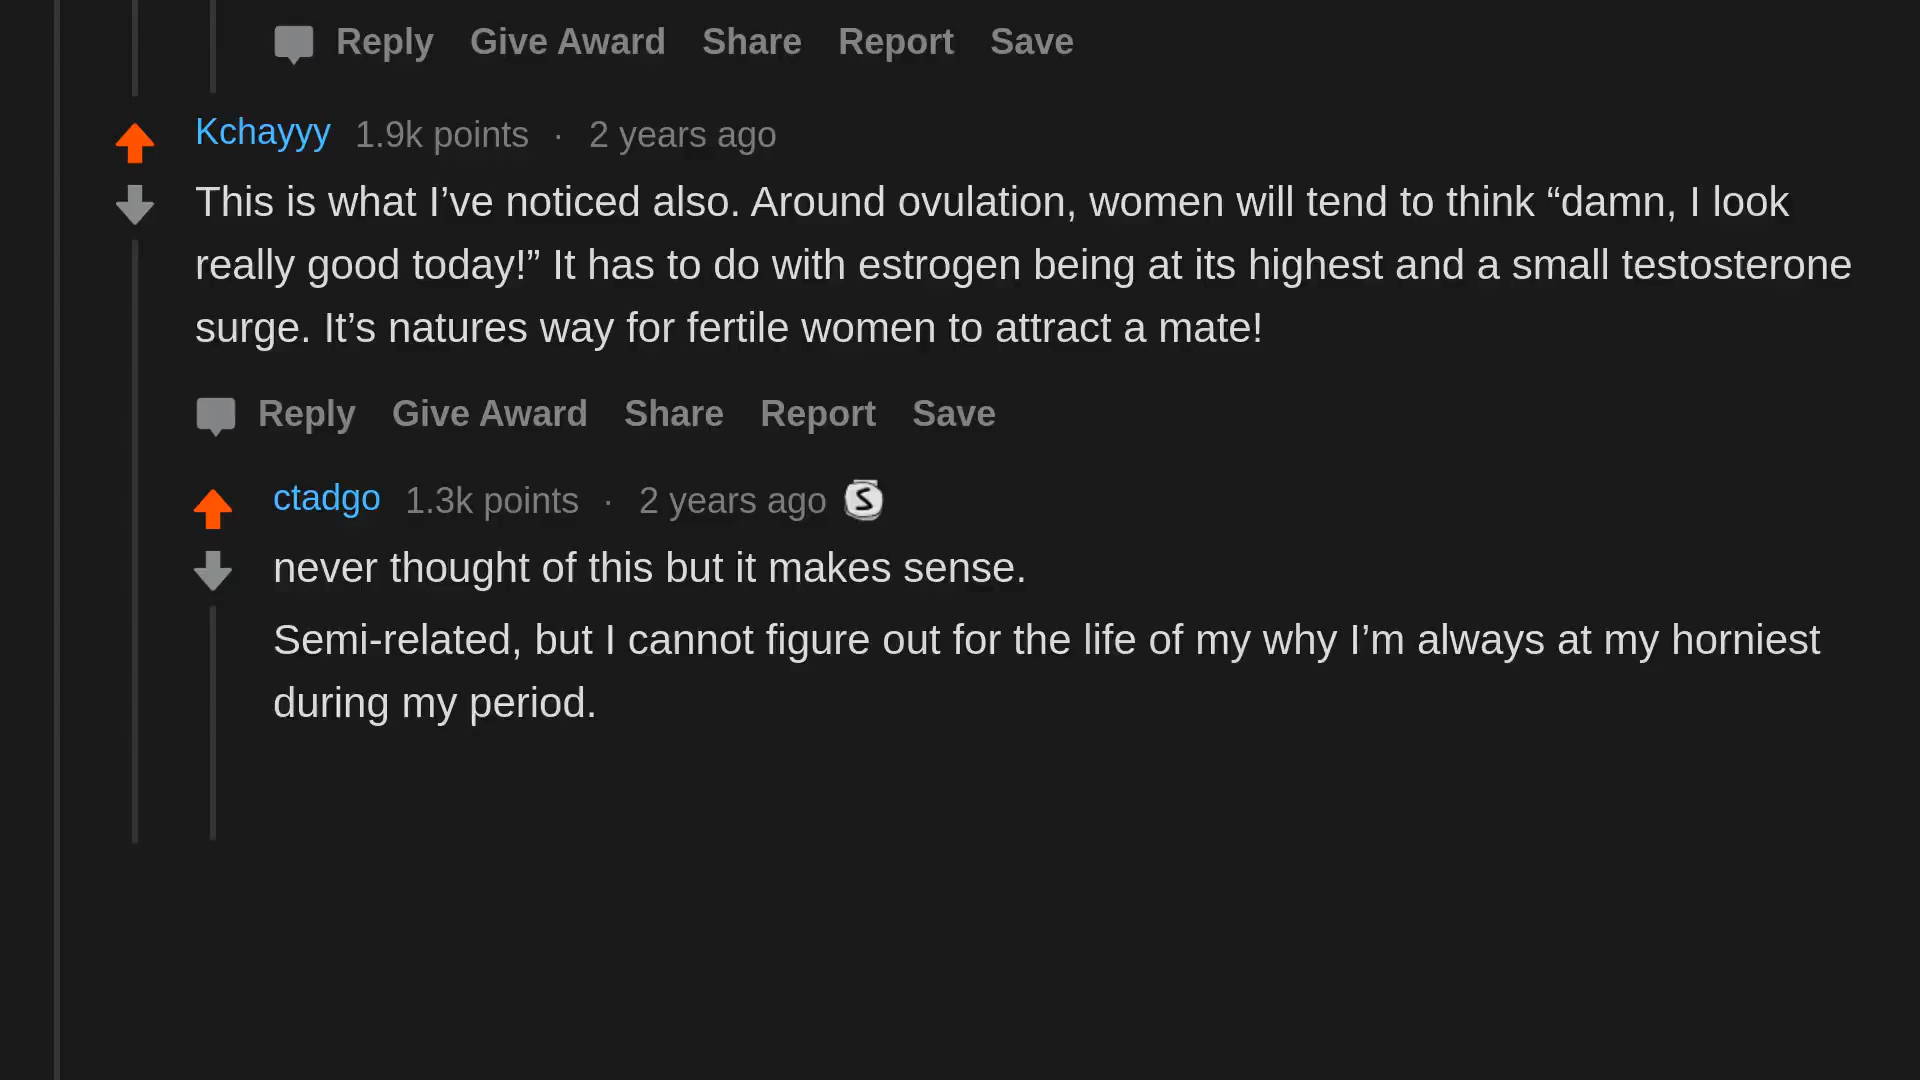 Reply Give Award Share Report Save
Kchayyy 1.9k points · 2 years ago
This is what I’ve noticed also. Around ovulation, women will tend to think “damn, I look
really good today!” It has to do with estrogen being at its highest and a small testosterone
surge. It’s natures way for fertile women to attract a mate!
Reply Give Award Share Report Save
ctadgo 1.3k points · 2 years ago S
never thought of this but it makes sense.
Semi-related, but I cannot figure out for the life of my why I’m always at my horniest
during my period.